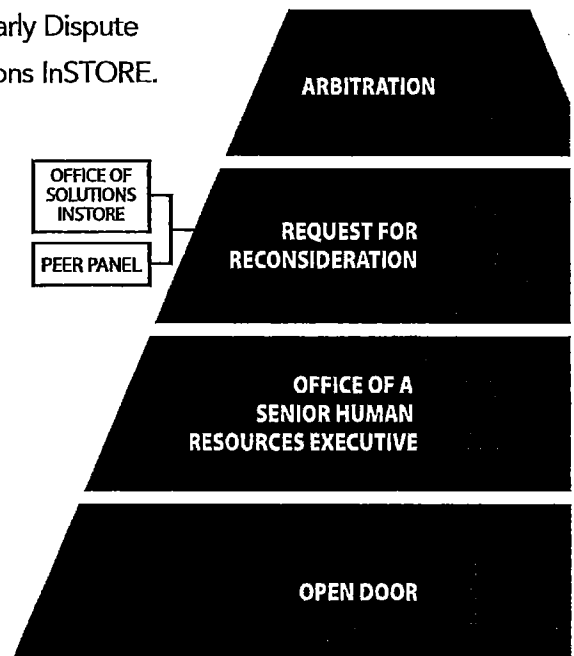 arly Dispute
ons InSTORE.
ARBITRATION
OFFICE OF
SOLUTIONS
INSTORE
PEER PANEL
REQUEST FOR
RECONSIDERATION
OFFICE OF A
SENIOR HUMAN
RESOURCES EXECUTIVE
OPEN DOOR